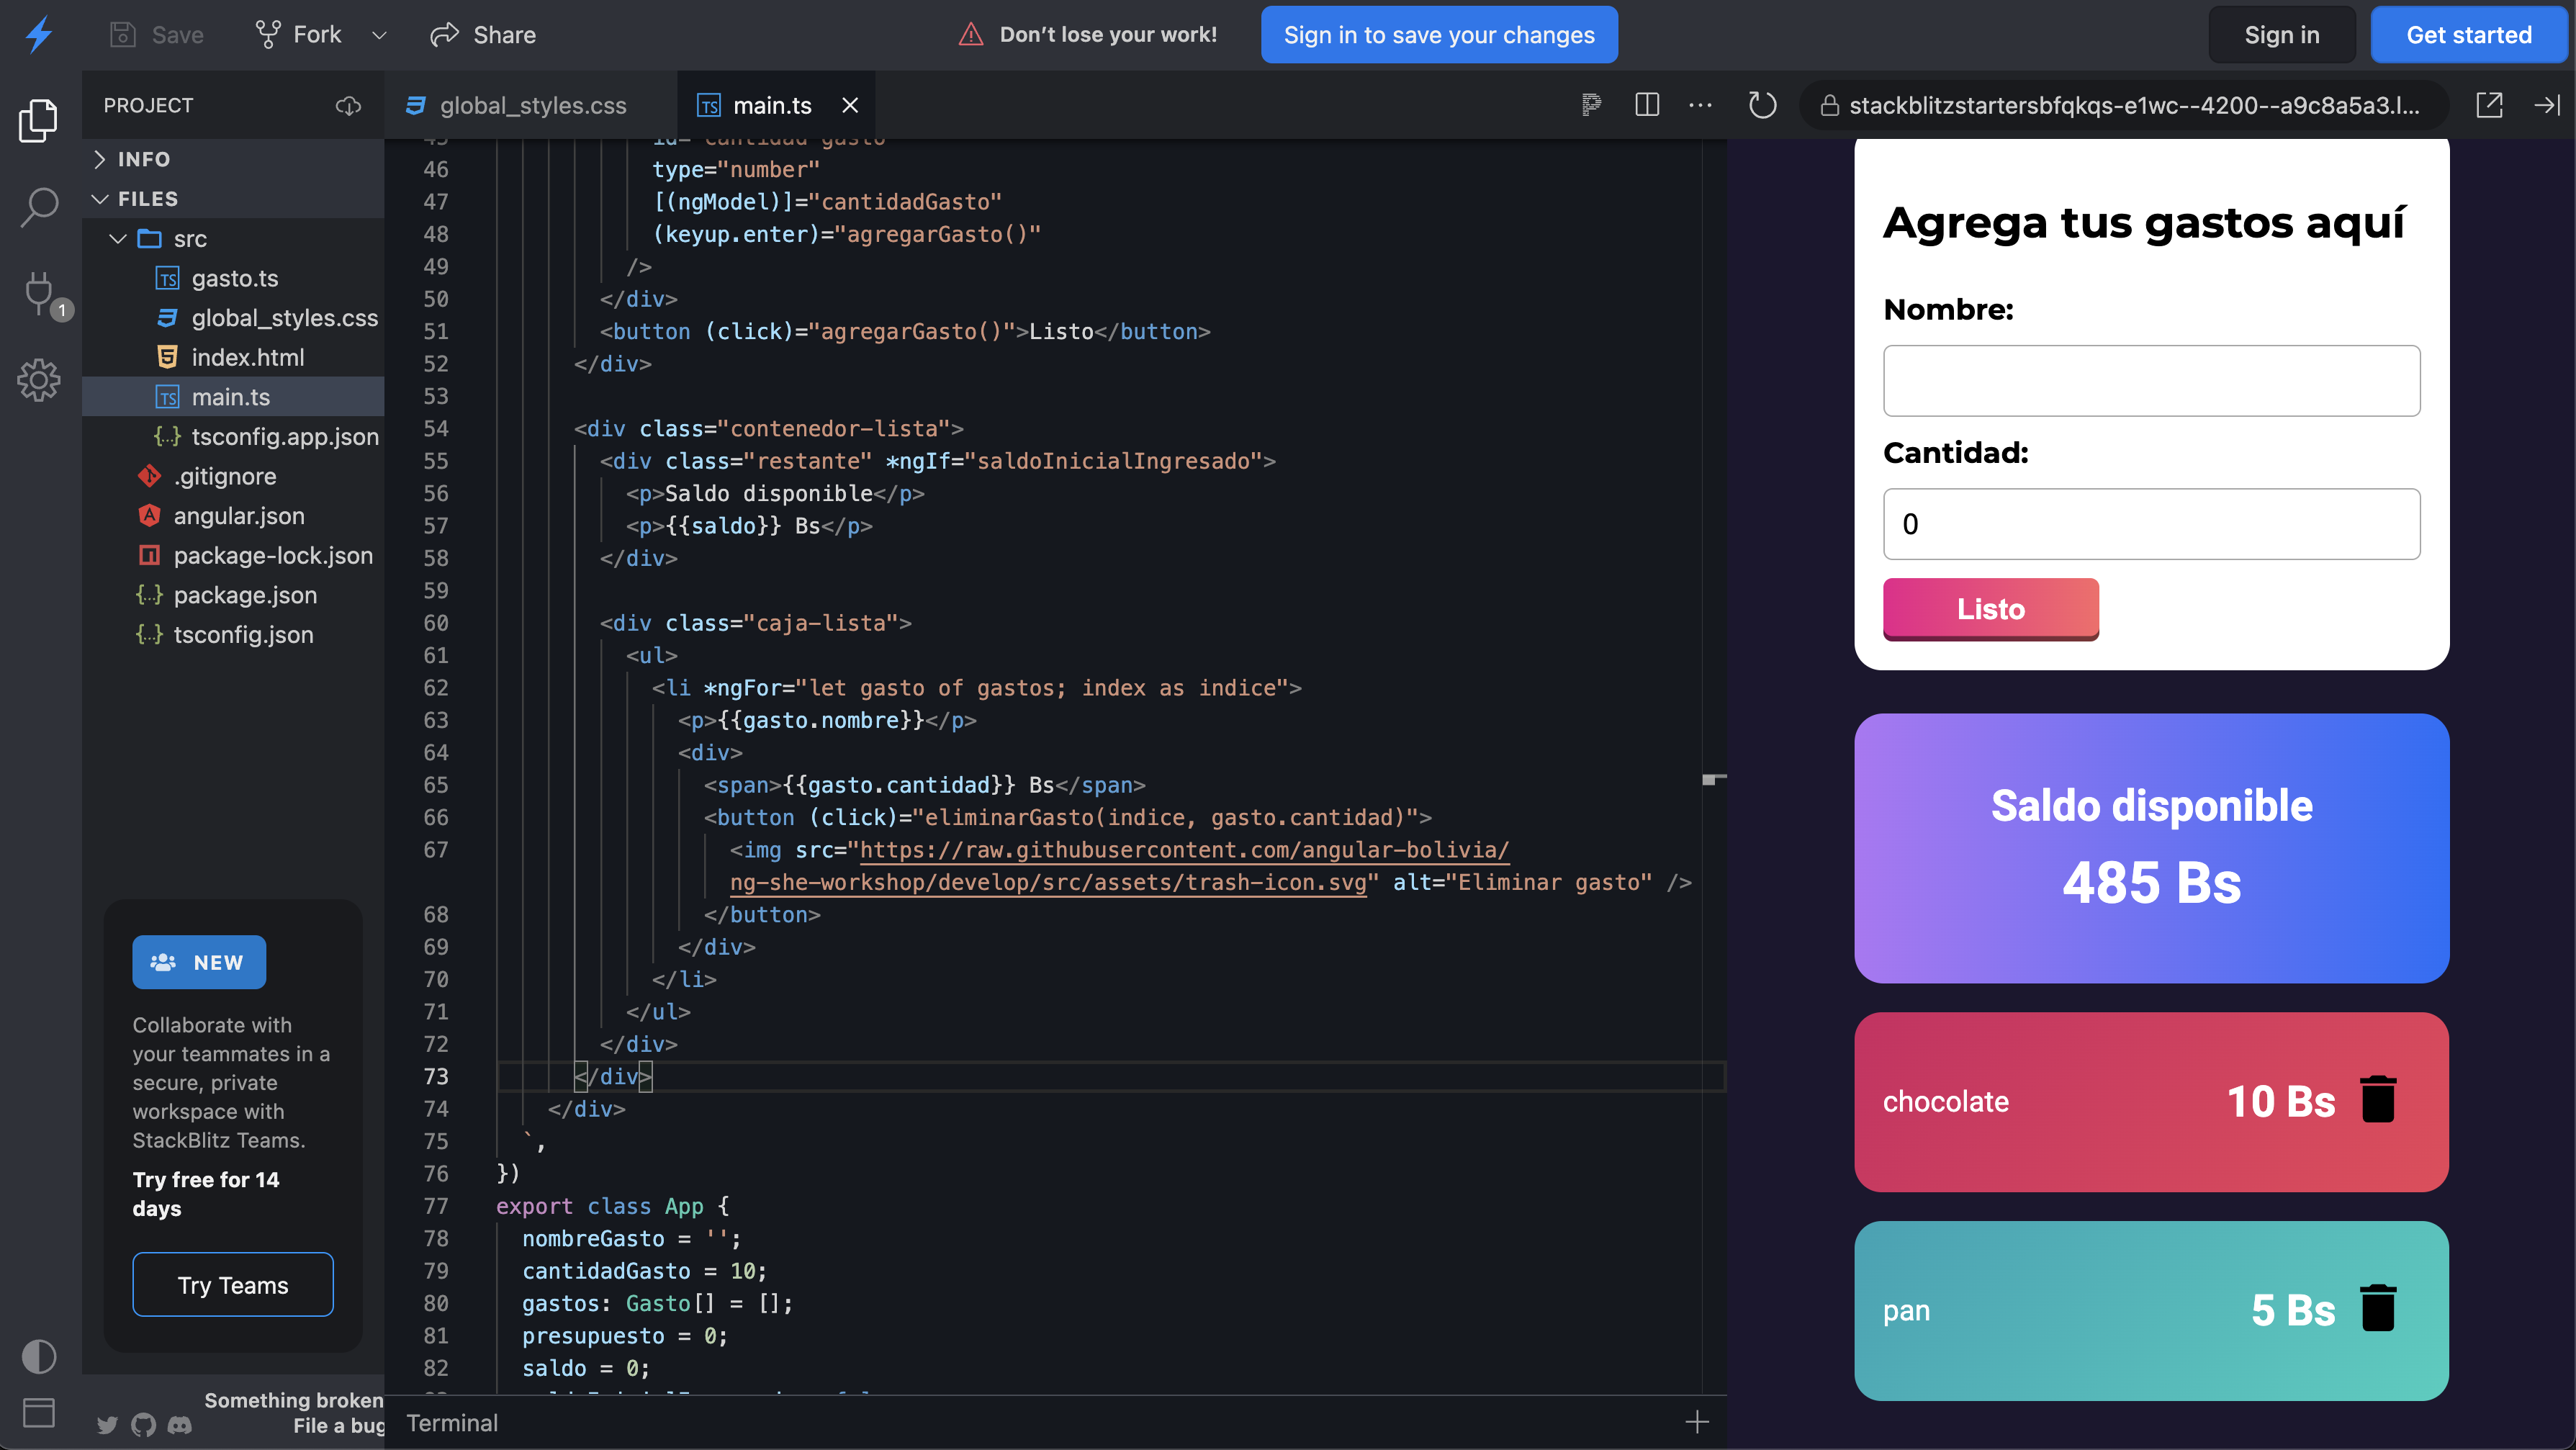 Save
Fork
Share
Don't lose your work!
Sign in to save your changes
Sign in
Get started
PROJECT
global_styles.css
main.ts
stackblitzstartersbfqkqs-e1wc--4200--a9c8a5a3.l...
INFO
FILES
src
gasto.ts
global_styles.css
index.html
main.ts
tsconfig.app.json
.gitignore
angular.json
package-lock.json
package.json
tsconfig.json
1
NEW
Collaborate with
your teammates in a
secure, private
workspace with
StackBlitz Teams.
Try free for 14
days
Try Teams
Something broken
File a bug
45 id="cantidad gasto"
46 type="number"
47 [(ngModel)]="cantidadGasto"
48 (keyup.enter)="agregarGasto()"
49 />
50 </div>
51 <button (click)="agregarGasto()">Listo</button>
52 </div>
53
54 <div class="contenedor-lista">
55 <div class="restante" *ngIf="saldoInicialIngresado">
56 <p>Saldo disponible</p>
57 <p>{{saldo}} Bs</p>
58 </div>
59
60 <div class="caja-lista">
61 <ul>
62 <li *ngFor="let gasto of gastos; index as indice">
63 <p>{{gasto.nombre}}</p>
64 <div>
65 <span>{{gasto.cantidad}} Bs</span>
66 <button (click)="eliminarGasto(indice, gasto.cantidad)">
67 <img src="https://raw.githubusercontent.com/angular-bolivia/
ng-she-workshop/develop/src/assets/trash-icon.svg" alt="Eliminar gasto" />
68 </button>
69 </div>
70 </li>
71 </ul>
72 </div>
73 </div>
74 </div>
75 `,
76 })
77 export class App {
78 nombreGasto = '';
79 cantidadGasto = 10;
80 gastos: Gasto[] = [];
81 presupuesto = 0;
82 saldo = 0;
Terminal
Agrega tus gastos aquí
Nombre:
Cantidad:
0
Listo
Saldo disponible
485 Bs
chocolate
10 Bs
pan
5 Bs